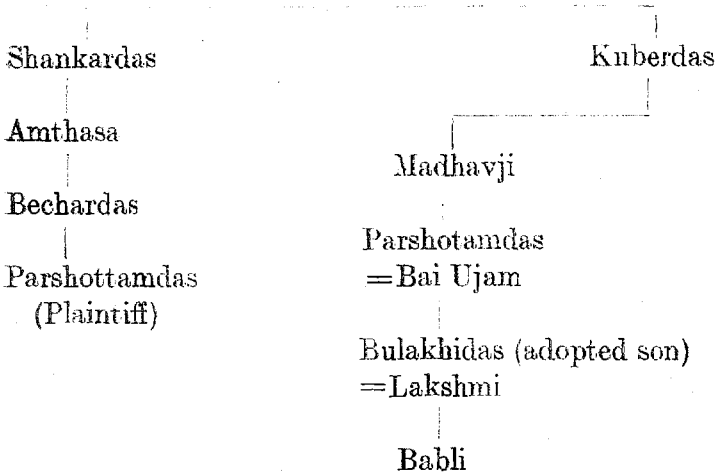 Shankardas Kuberdas
Amthasa
Madhavji
Bechardas
Parshotamdas
Parshottamdas =Bai Ujam
(Plaintiff)
Bulakhidas (adopted son)
=Lakshmi
Babli